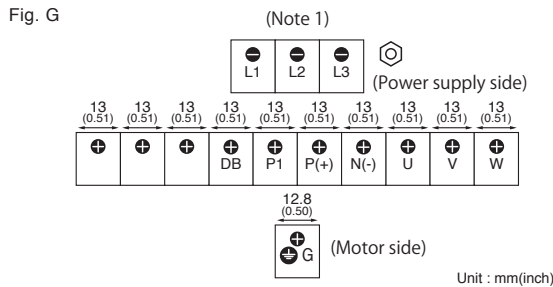 Fig. G
(Note 1)
L1 L2 L3
(Power supply side)
13 13 13 13 13 13 13 13 13 13
(0.51) (0.51) (0.51) (0.51) (0.51) (0.51) (0.51) (0.51) (0.51) (0.51)
DB P1 P(+) N(-) U V W
12.8
(0.50)
G
(Motor side)
Unit : mm(inch)